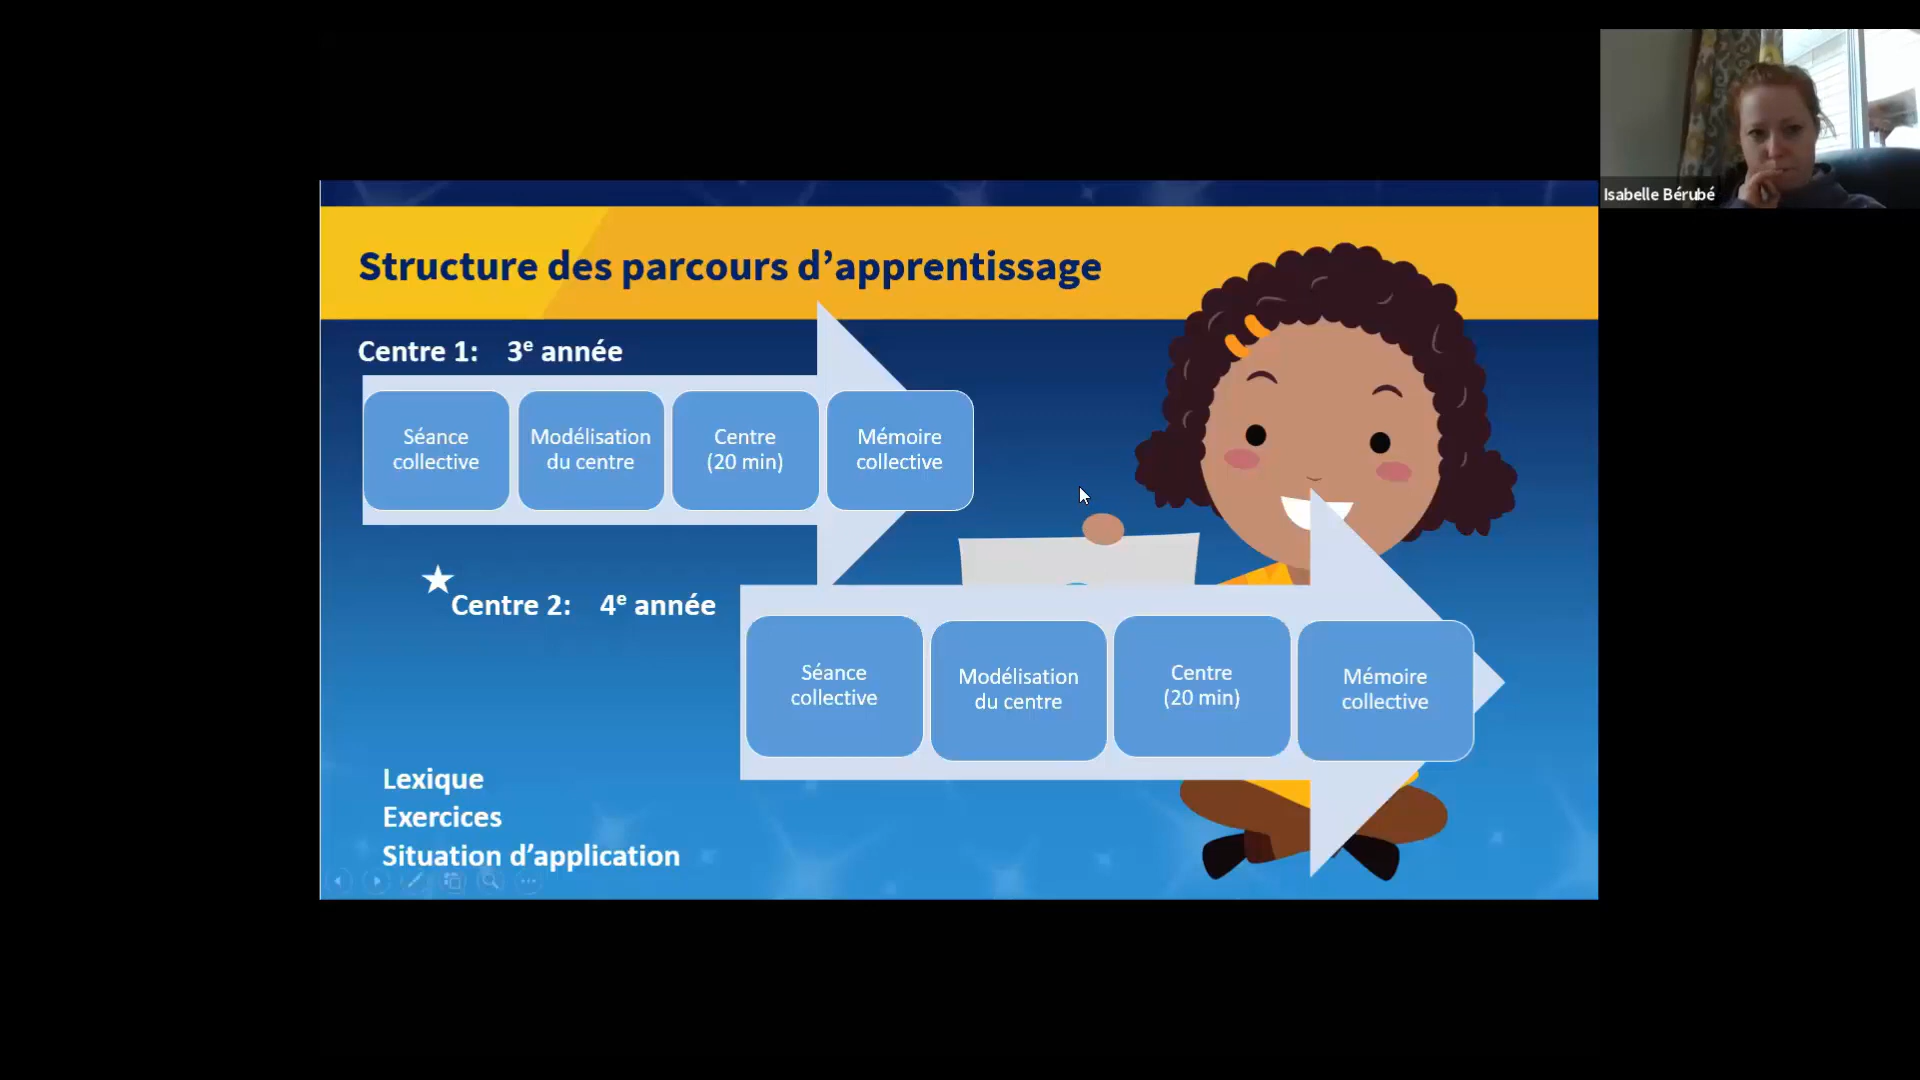 Isabelle Bérubé
Structure des parcours d’apprentissage
Centre 1: 3e année
Séance
collective
Modélisation
du centre
Centre
(20 min)
Mémoire
collective
Centre 2: 4e année
Séance
collective
Modélisation
du centre
Centre
(20 min)
Mémoire
collective
Lexique
Exercices
Situation d’application